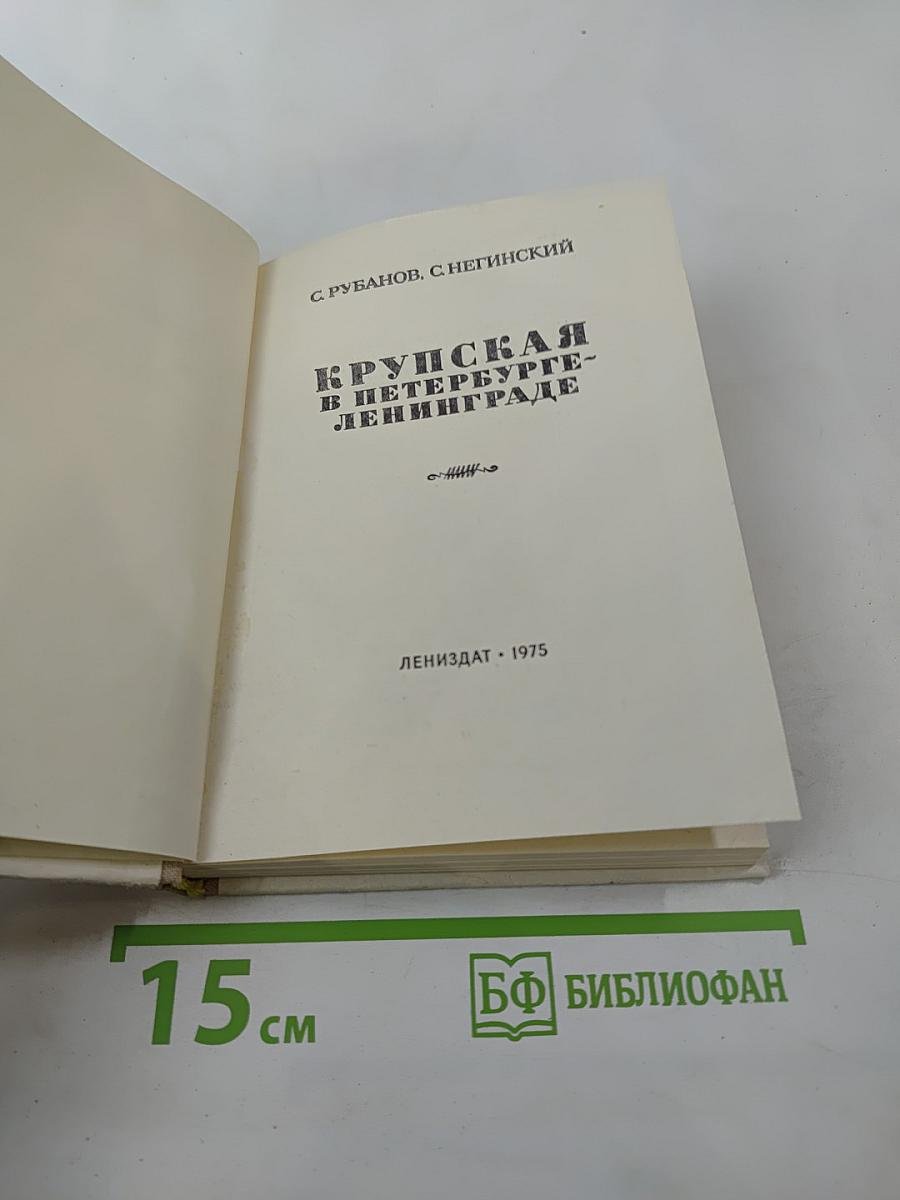 С. РУБАНОВ, С. НЕГИНСКИЙ
КРУПСКАЯ
В ПЕТЕРБУРГЕ-
ЛЕНИНГРАДЕ
ЛЕНИЗДАТ • 1975
15 см
БФ БИБЛИОФАН